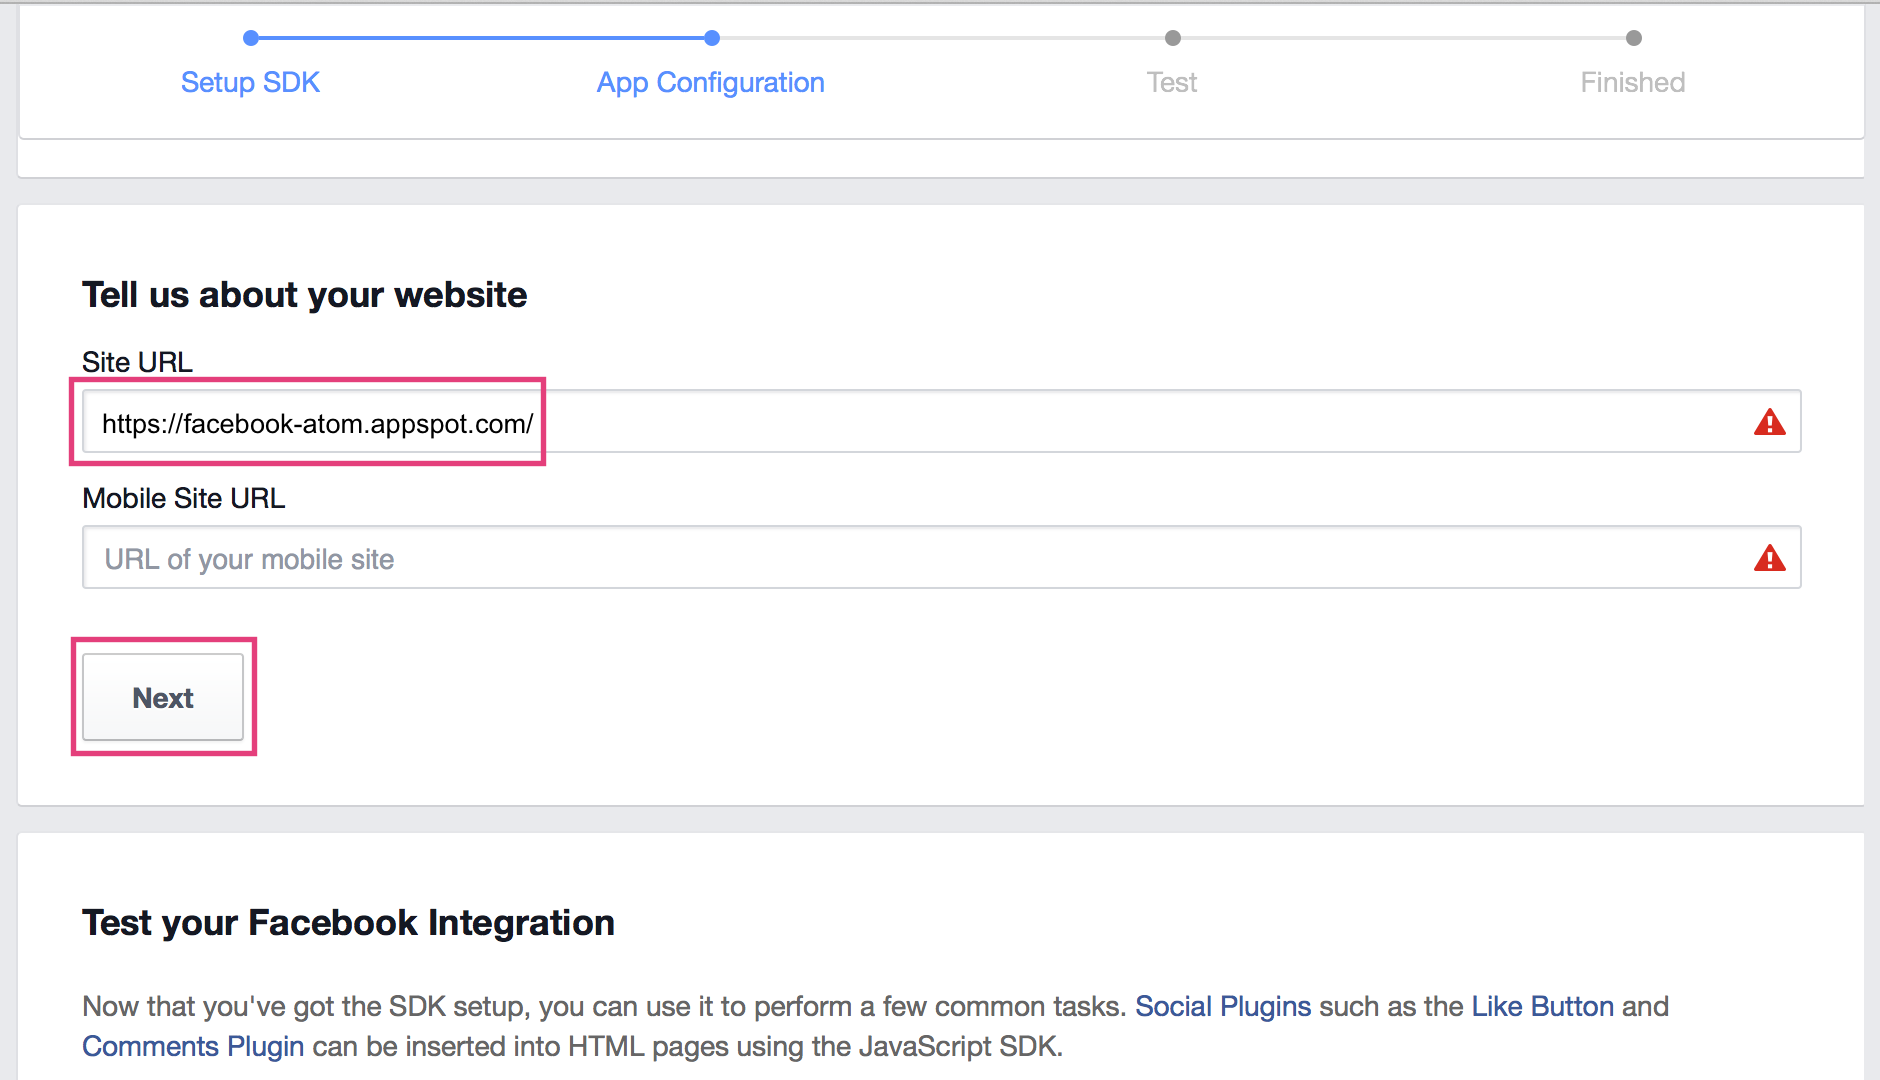 Setup SDK App Configuration Test Finished
Tell us about your website
Site URL
https://facebook-atom.appspot.com/
Mobile Site URL
URL of your mobile site
Next
Test your Facebook Integration
Now that you've got the SDK setup, you can use it to perform a few common tasks. Social Plugins such as the Like Button and
Comments Plugin can be inserted into HTML pages using the JavaScript SDK.